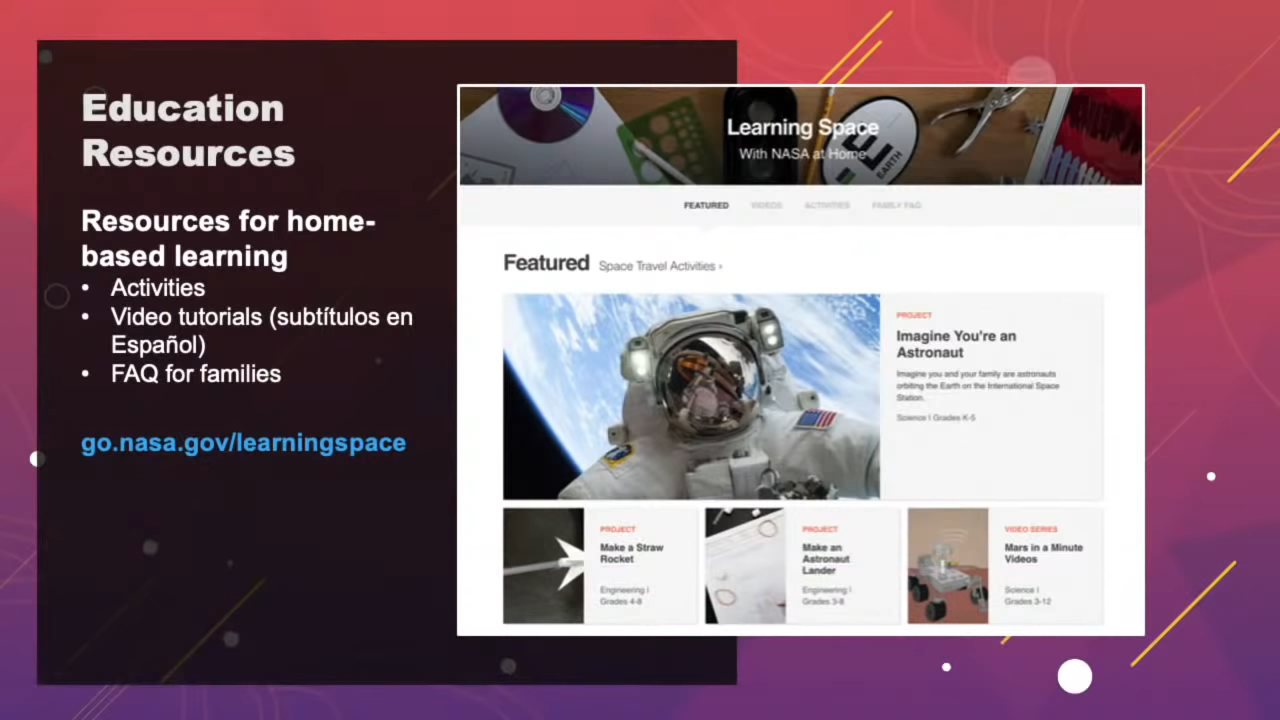 Education
Resources
Resources for home-
based learning
• Activities
• Video tutorials (subtítulos en
Español)
• FAQ for families
go.nasa.gov/learningspace
Learning Space
With NASA at Home
EARTH
FEATURED VIDEOS ACTIVITIES FAMILY FAQ
Featured Space Travel Activities ›
PROJECT
Imagine You're an
Astronaut
Imagine you and your family are astronauts
orbiting the Earth on the International Space
Station.
Science | Grades K-5
PROJECT
Make a Straw
Rocket
Engineering |
Grades 4-8
PROJECT
Make an
Astronaut
Lander
Engineering |
Grades 3-8
VIDEO SERIES
Mars in a Minute
Videos
Science |
Grades 3-12